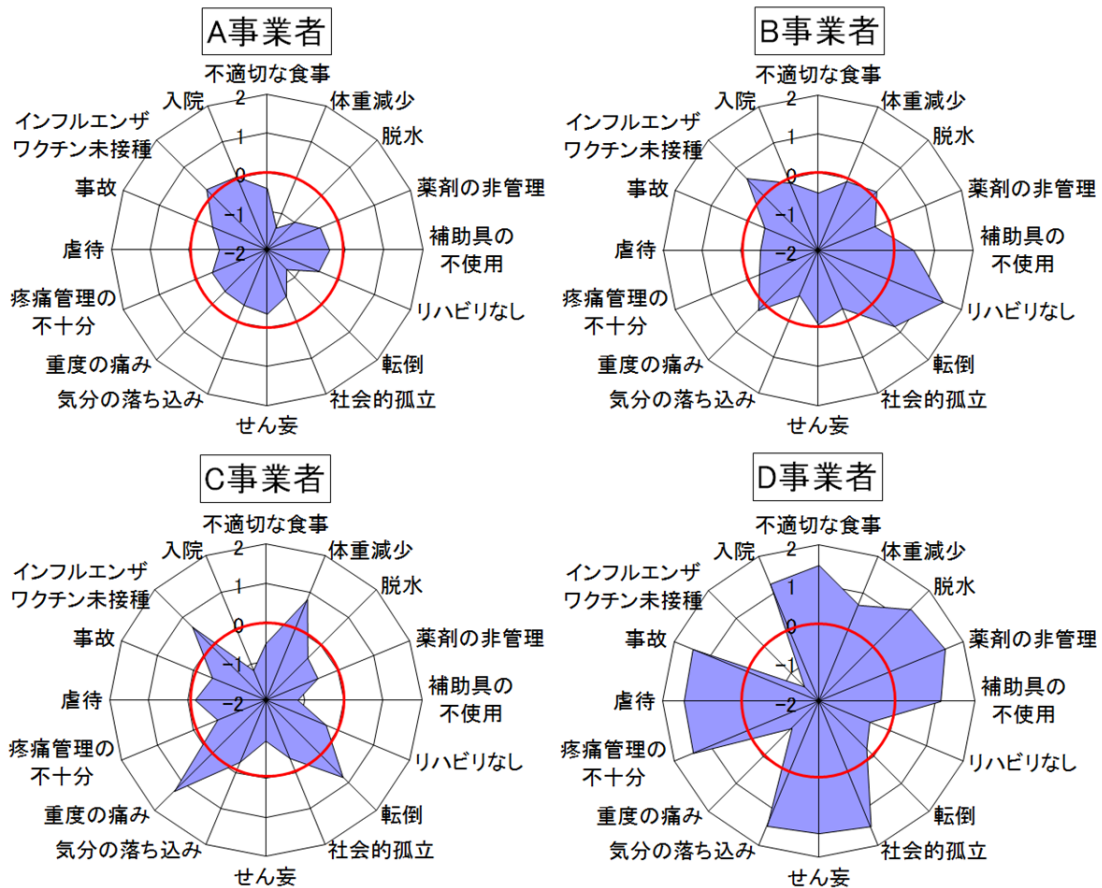 A事業者
不適切な食事
体重減少
脱水
薬剤の非管理
補助具の
不使用
リハビリなし
転倒
社会的孤立
せん妄
気分の落ち込み
重度の痛み
疼痛管理の
不十分
虐待
事故
インフルエンザ
ワクチン未接種
入院
2
1
0
-1
-2
B事業者
不適切な食事
体重減少
脱水
薬剤の非管理
補助具の
不使用
リハビリなし
転倒
社会的孤立
せん妄
気分の落ち込み
重度の痛み
疼痛管理の
不十分
虐待
事故
インフルエンザ
ワクチン未接種
入院
2
1
0
-1
-2
C事業者
不適切な食事
体重減少
脱水
薬剤の非管理
補助具の
不使用
リハビリなし
転倒
社会的孤立
せん妄
気分の落ち込み
重度の痛み
疼痛管理の
不十分
虐待
事故
インフルエンザ
ワクチン未接種
入院
2
1
0
-1
-2
D事業者
不適切な食事
体重減少
脱水
薬剤の非管理
補助具の
不使用
リハビリなし
転倒
社会的孤立
せん妄
気分の落ち込み
重度の痛み
疼痛管理の
不十分
虐待
事故
インフルエンザ
ワクチン未接種
入院
2
1
0
-1
-2